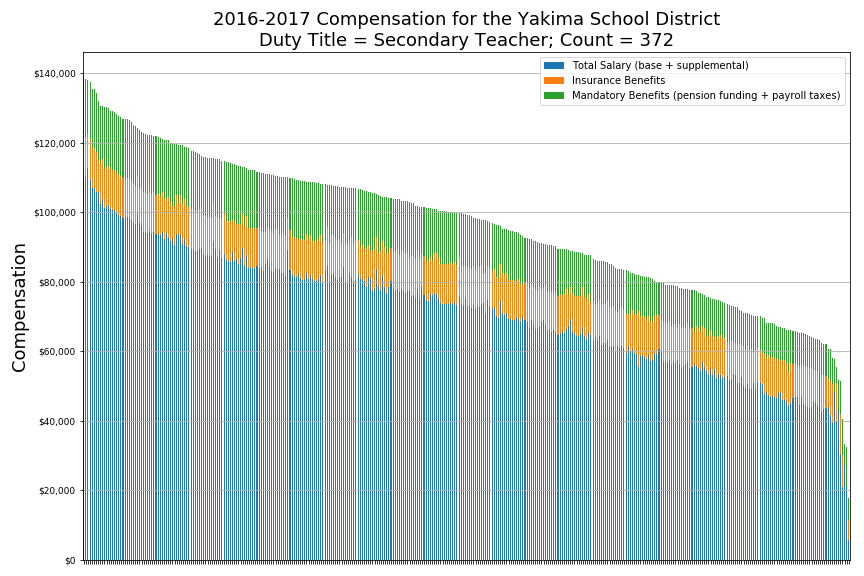 2016-2017 Compensation for the Yakima School District
Duty Title = Secondary Teacher; Count = 372
Total Salary (base + supplemental)
Insurance Benefits
Mandatory Benefits (pension funding + payroll taxes)
Compensation
$140,000
$120,000
$100,000
$80,000
$60,000
$40,000
$20,000
$0